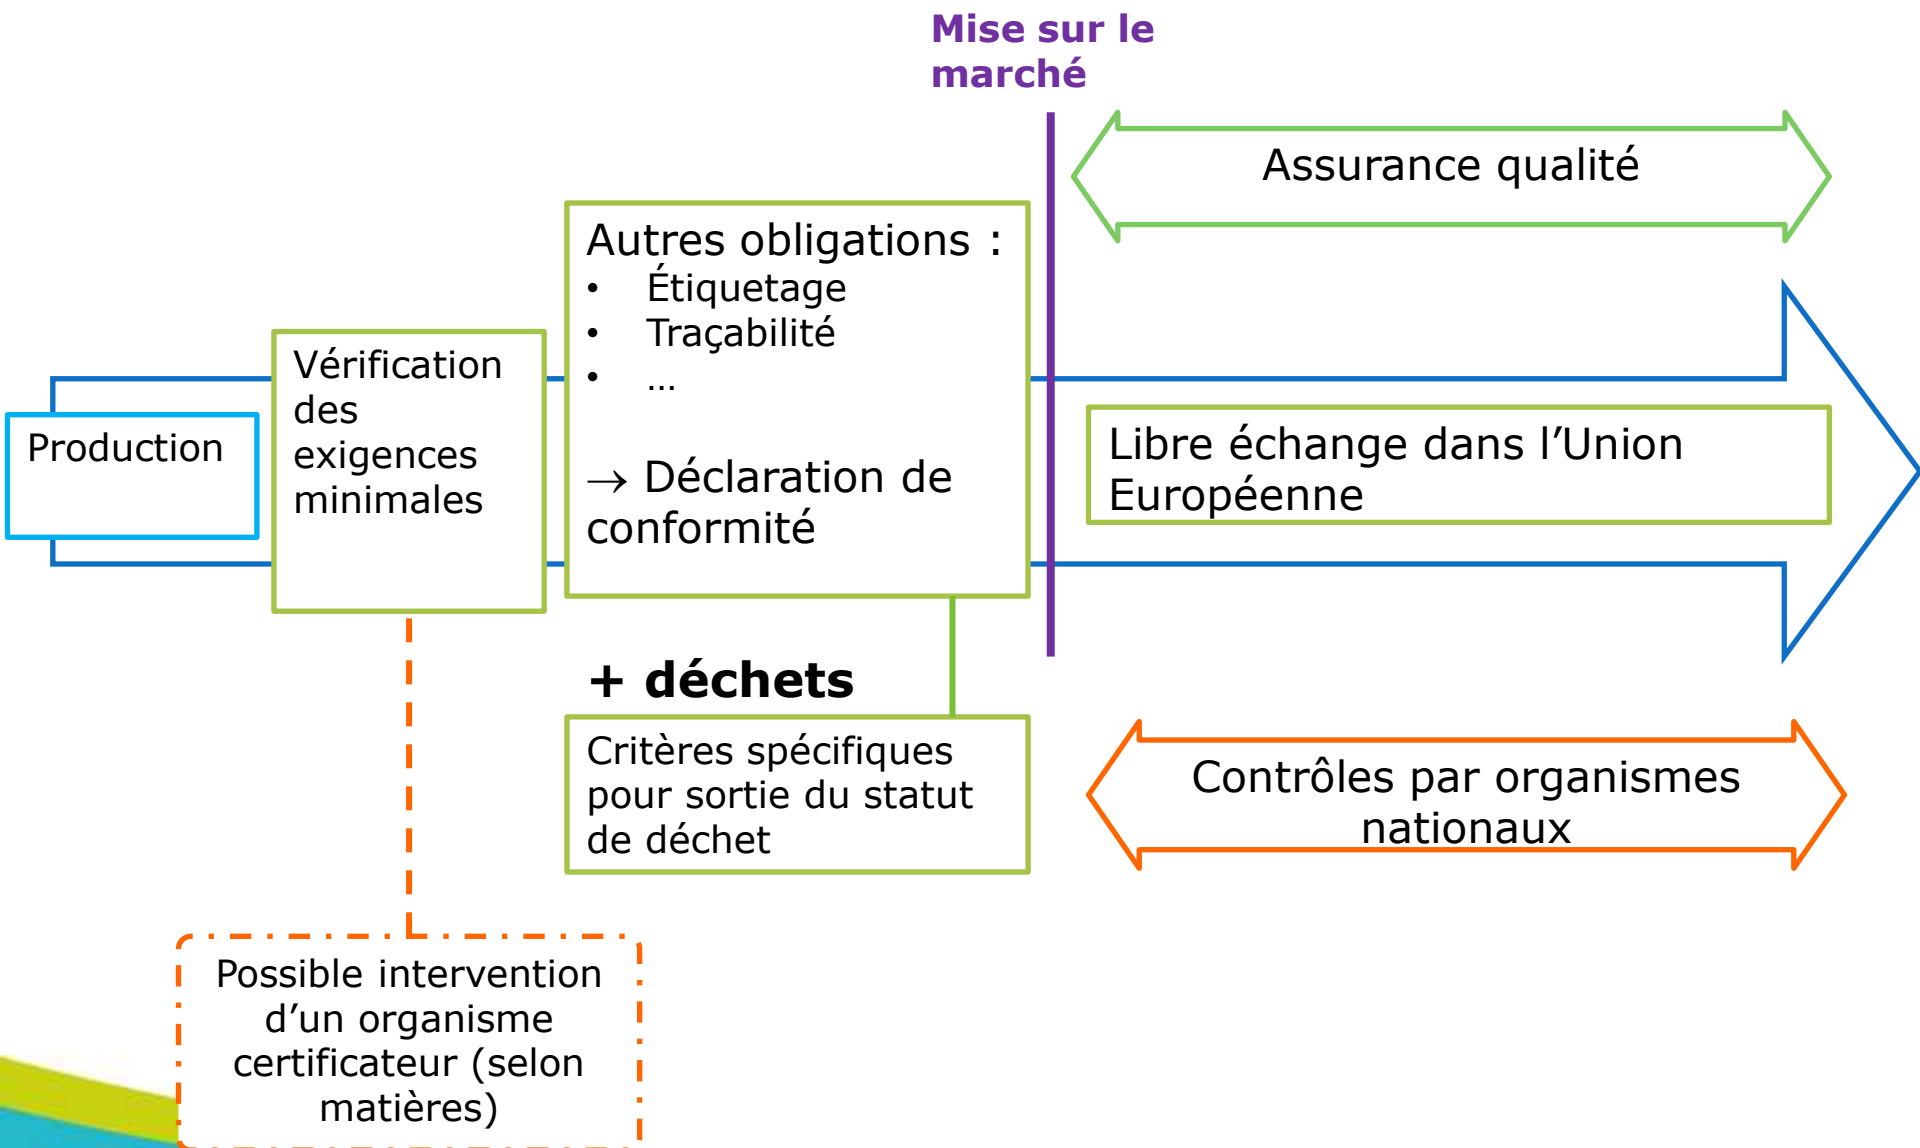 Mise sur le
marché
Assurance qualité
Autres obligations :
• Étiquetage
• Traçabilité
• ...
→ Déclaration de
conformité
Vérification
des
exigences
minimales
Production
Libre échange dans l’Union
Européenne
+ déchets
Critères spécifiques
pour sortie du statut
de déchet
Contrôles par organismes
nationaux
Possible intervention
d’un organisme
certificateur (selon
matières)